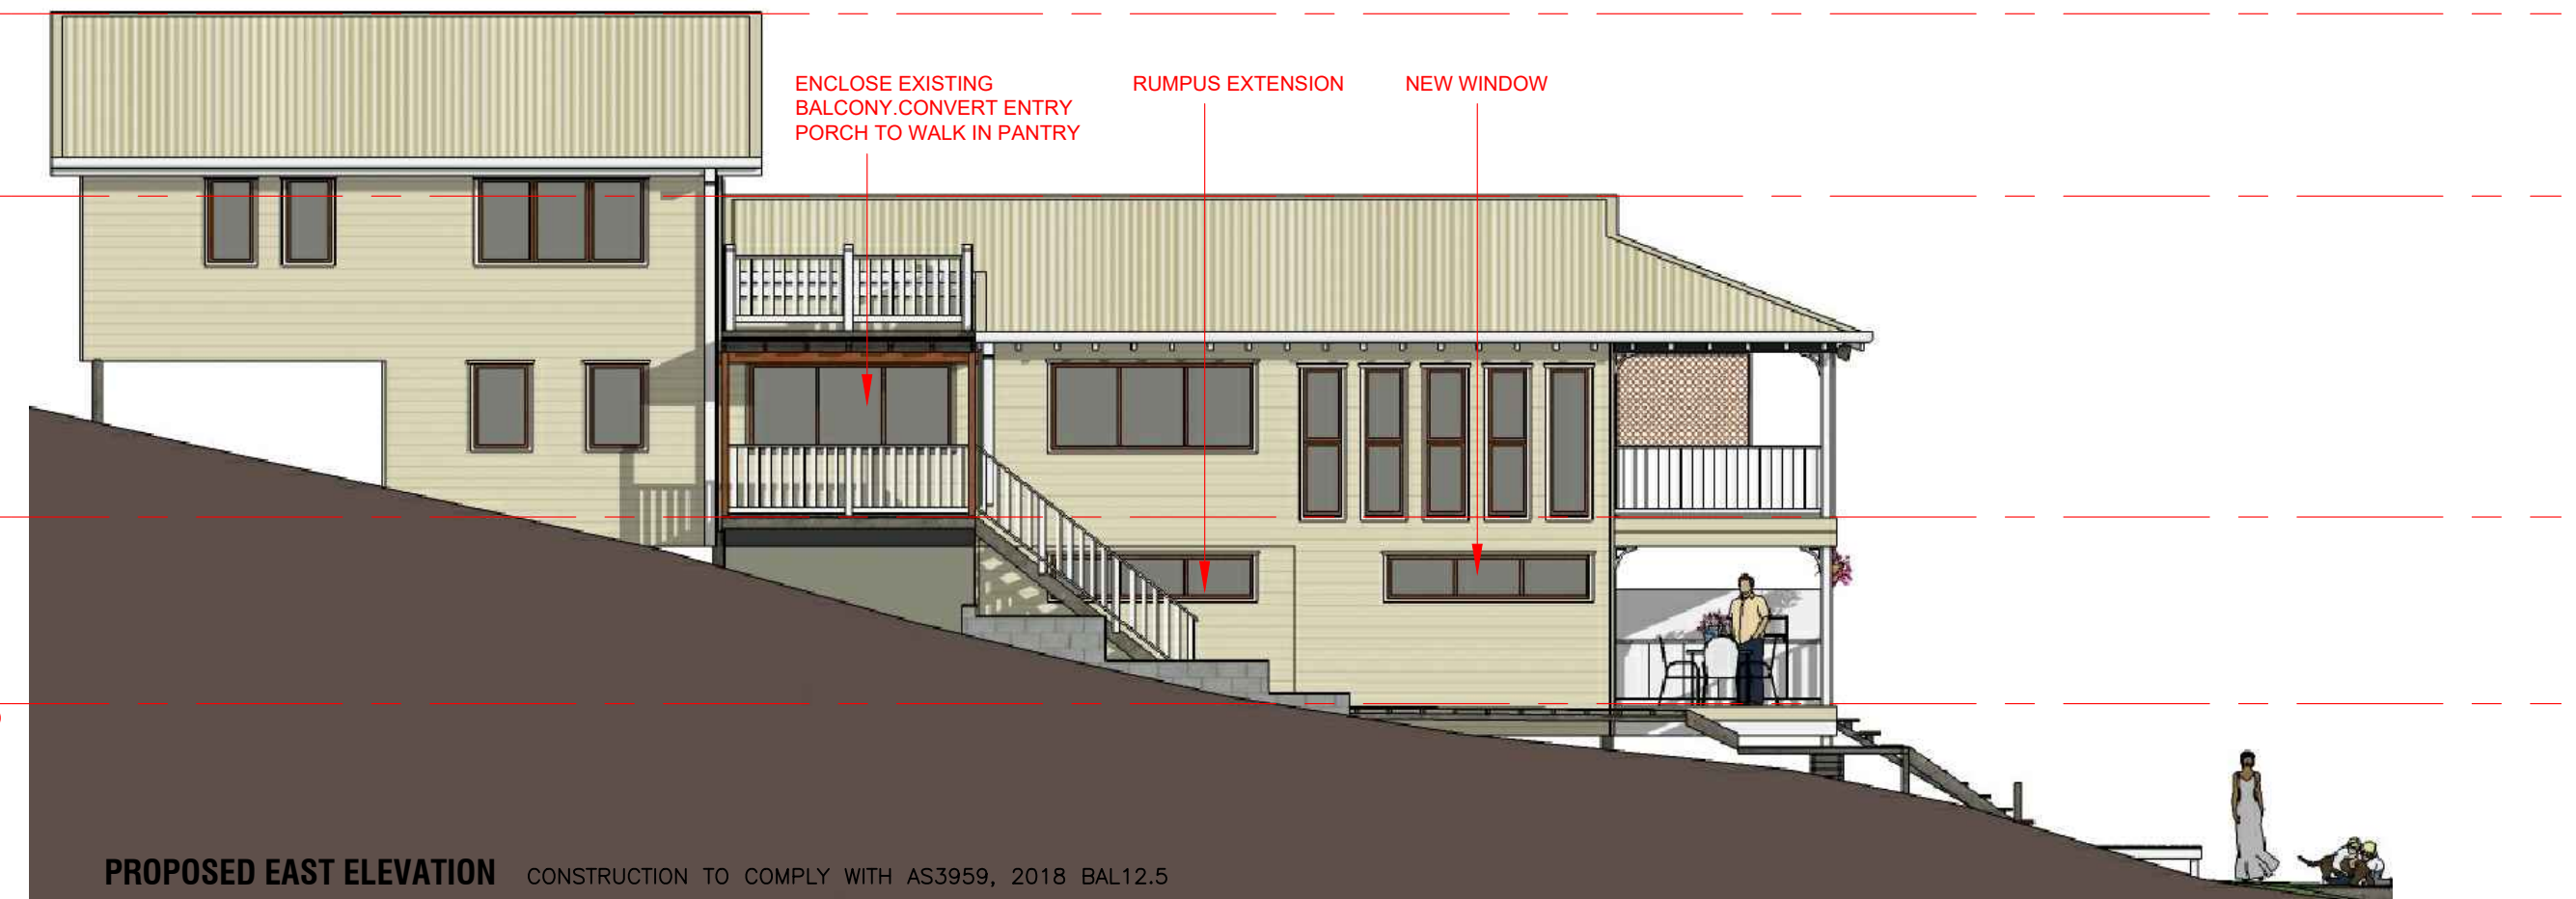 ENCLOSE EXISTING
BALCONY.CONVERT ENTRY
PORCH TO WALK IN PANTRY
RUMPUS EXTENSION
NEW WINDOW
PROPOSED EAST ELEVATION CONSTRUCTION TO COMPLY WITH AS3959, 2018 BAL12.5